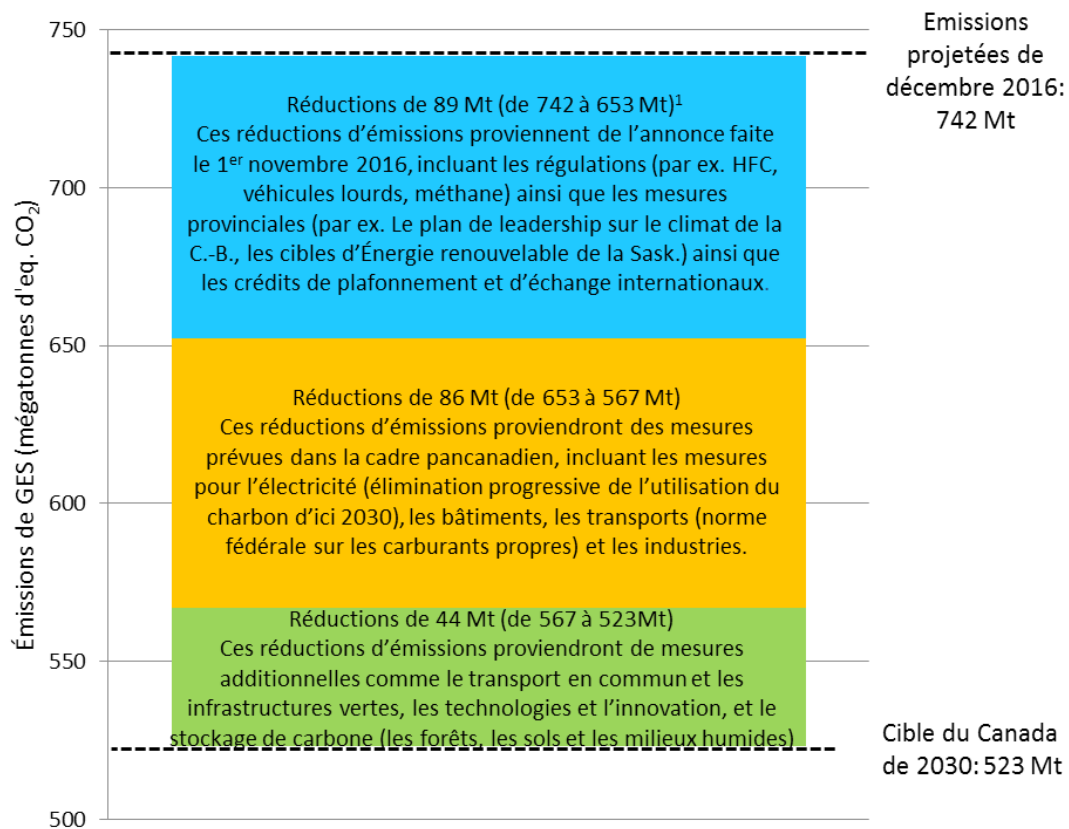 750
700
650
600
550
500
Émissions de GES (mégatonnes d'eq. CO₂)
Réductions de 89 Mt (de 742 à 653 Mt)¹
Ces réductions d'émissions proviennent de l'annonce faite
le 1er novembre 2016, incluant les régulations (par ex. HFC,
véhicules lourds, méthane) ainsi que les mesures
provinciales (par ex. Le plan de leadership sur le climat de la
C.-B., les cibles d'Énergie renouvelable de la Sask.) ainsi que
les crédits de plafonnement et d'échange internationaux.
Réductions de 86 Mt (de 653 à 567 Mt)
Ces réductions d'émissions proviendront des mesures
prévues dans la cadre pancanadien, incluant les mesures
pour l'électricité (élimination progressive de l'utilisation du
charbon d'ici 2030), les bâtiments, les transports (norme
fédérale sur les carburants propres) et les industries.
Réductions de 44 Mt (de 567 à 523Mt)
Ces réductions d'émissions proviendront de mesures
additionnelles comme le transport en commun et les
infrastructures vertes, les technologies et l'innovation, et le
stockage de carbone (les forêts, les sols et les milieux humides)
Emissions
projetées de
décembre 2016:
742 Mt
Cible du Canada
de 2030: 523 Mt